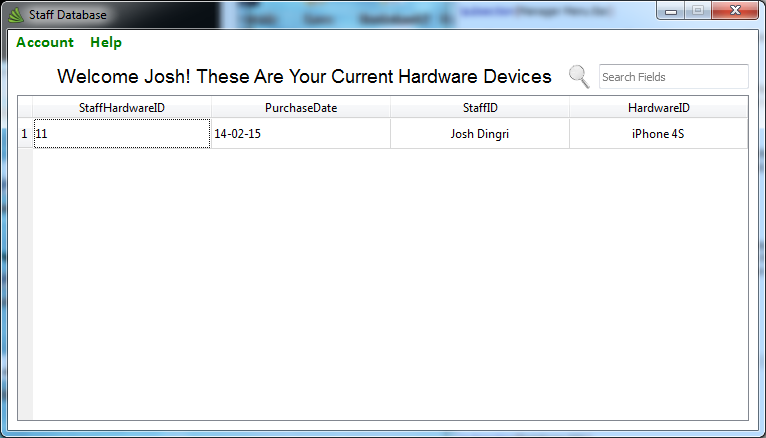 Staff Database
Account Help
Welcome Josh! These Are Your Current Hardware Devices
Search Fields
StaffHardwareID PurchaseDate StaffID HardwareID
1 11 14-02-15 Josh Dingri iPhone 4S